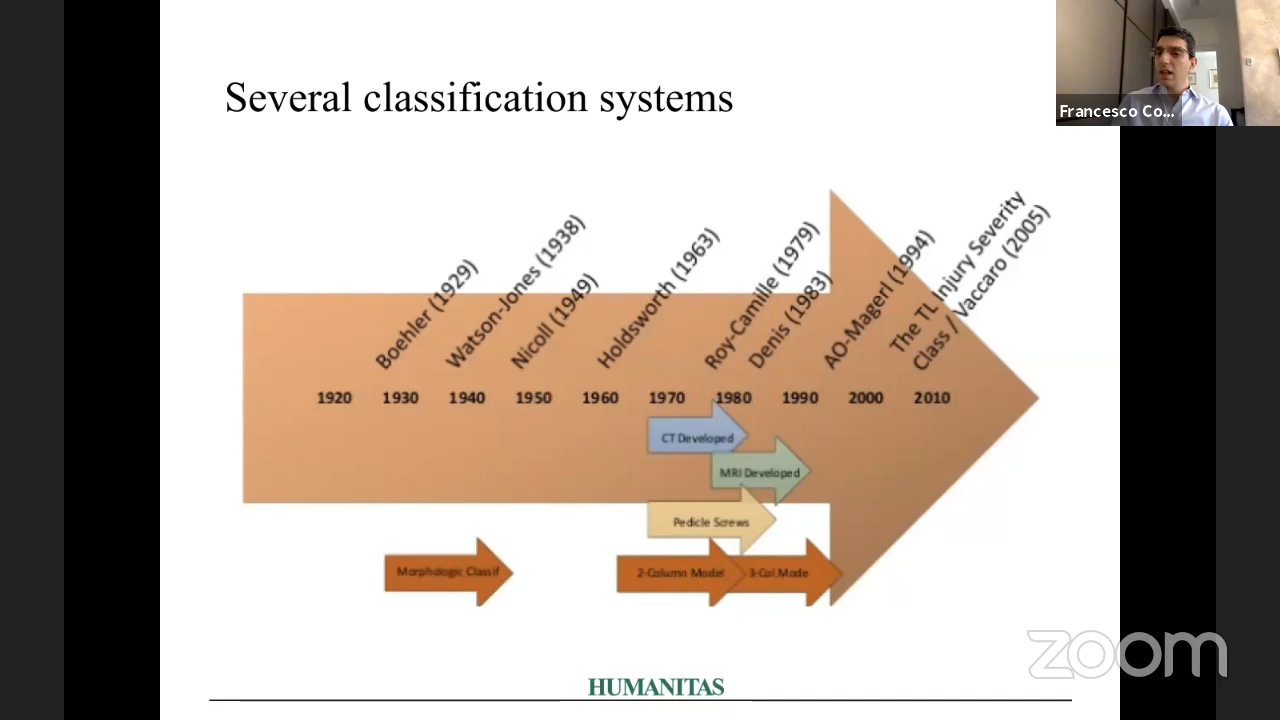 Several classification systems
Francesco Co...
Boehler (1929)
Watson-Jones (1938)
Nicoll (1949)
Holdsworth (1963)
Roy-Camille (1979)
Denis (1983)
AO-Magerl (1994)
The TL Injury Severity
Class / Vaccaro (2005)
1920 1930 1940 1950 1960 1970 1980 1990 2000 2010
CT Developed
MRI Developed
Pedicle Screws
Morphologic Classif
2-Column Model
3-Col.Mode
zoom
HUMANITAS